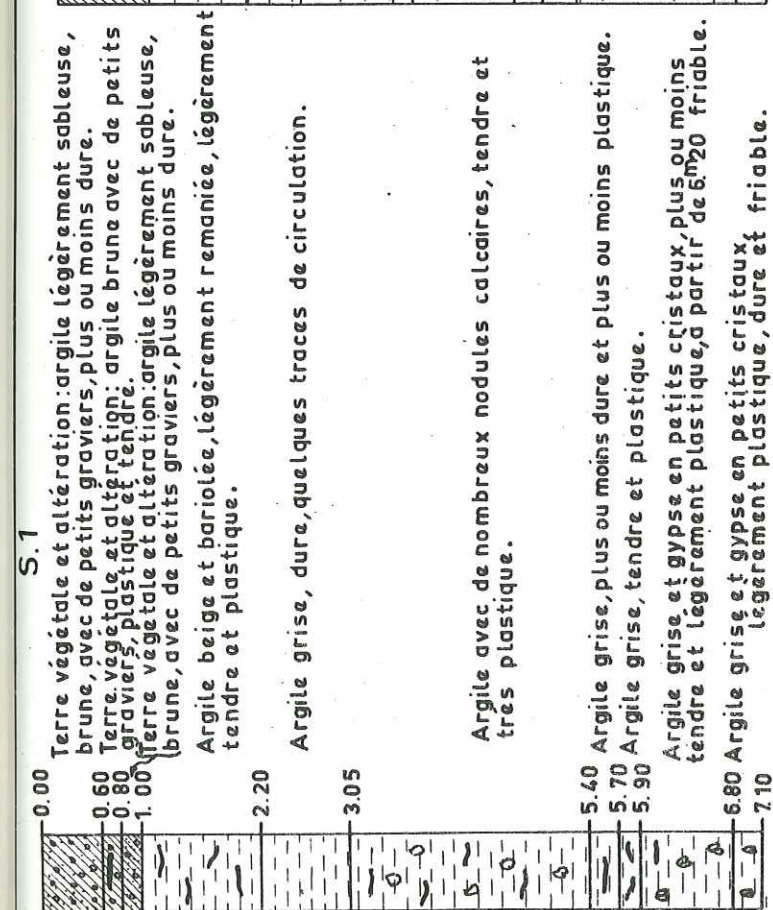 S.1
0.00
Terre végétale et altération: argile légèrement sableuse,
brune, avec de petits graviers, plus ou moins dure.
0.60
Terre végétale et altération: argile brune avec de petits
graviers, plastique et tendre.
0.80
Terre végétale et altération: argile légèrement sableuse,
brune, avec de petits graviers, plus ou moins dure.
1.00
Argile beige et bariolée, légèrement remaniée, légèrement
tendre et plastique.
2.20
Argile grise, dure, quelques traces de circulation.
3.05
Argile avec de nombreux nodules calcaires, tendre et
tres plastique.
5.40
Argile grise, plus ou moins dure et plus ou moins plastique.
5.70
Argile grise, tendre et plastique.
5.90
Argile grise et gypse en petits cristaux, plus ou moins
tendre et légèrement plastique, a partir de 6m20 friable.
6.80
Argile grise et gypse en petits cristaux,
légèrement plastique, dure et friable.
7.10